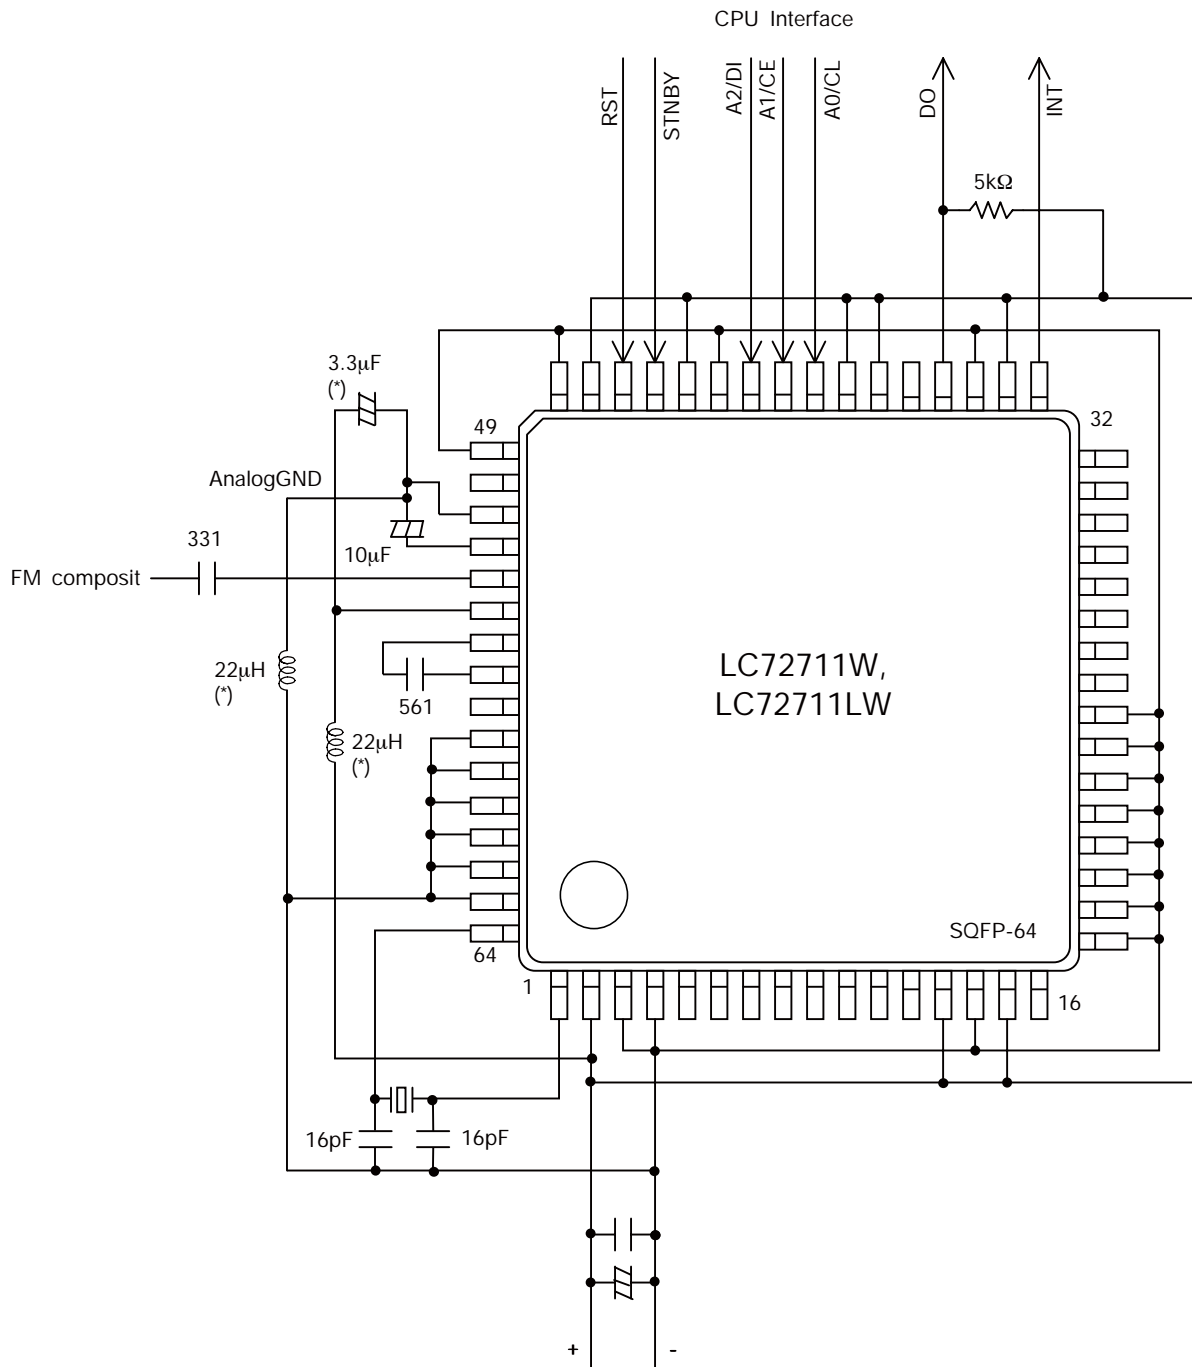 CPU Interface
RST
STNBY
A2/DI
A1/CE
A0/CL
DO
INT
5kΩ
3.3µF
(*)
49
32
AnalogGND
331
10µF
FM composit
22µH
(*)
561
22µH
(*)
LC72711W,
LC72711LW
SQFP-64
64
1
16
16pF
16pF
+
-